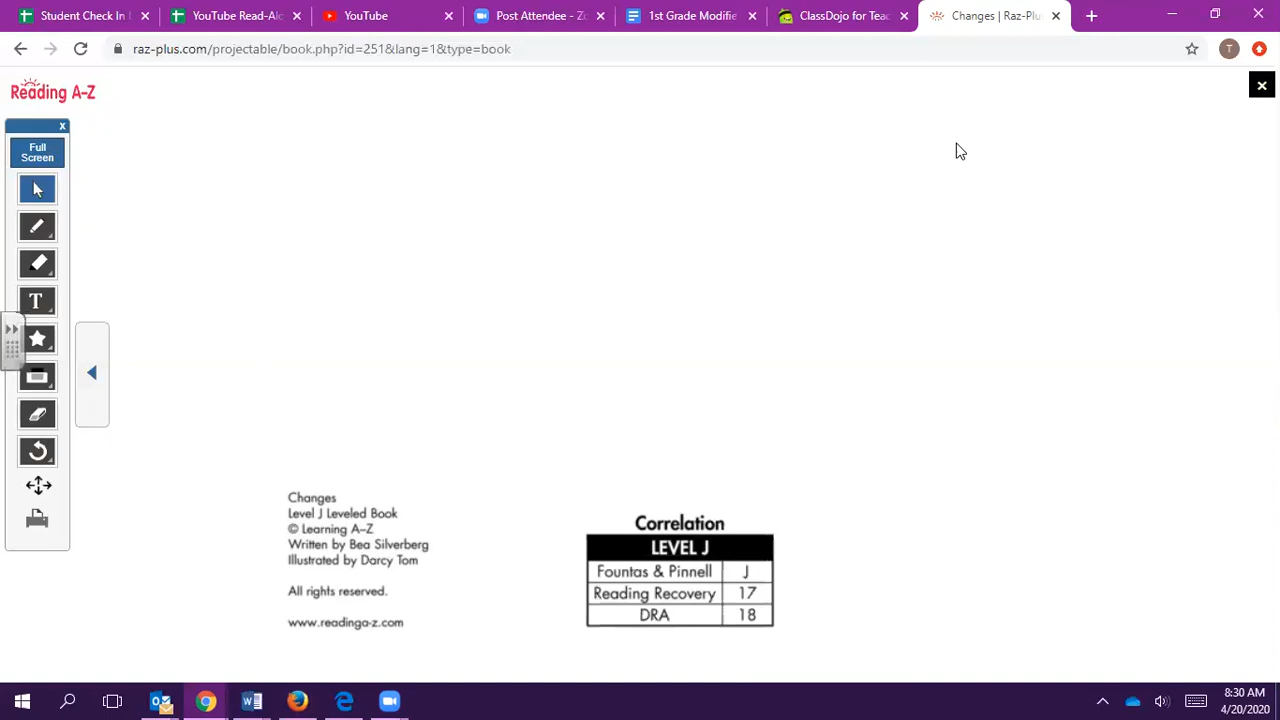 Student Check In
YouTube Read-Al
YouTube
Post Attendee - Zo
1st Grade Modifie
ClassDojo for Teac
Changes | Raz-Plu
raz-plus.com/projectable/book.php?id=251&lang=1&type=book
T
Reading A-Z
x
Full
Screen
T
Changes
Level J Leveled Book
© Learning A–Z
Written by Bea Silverberg
Illustrated by Darcy Tom
All rights reserved.
www.readinga-z.com
Correlation
LEVEL J
Fountas & Pinnell J
Reading Recovery 17
DRA 18
8:30 AM
4/20/2020